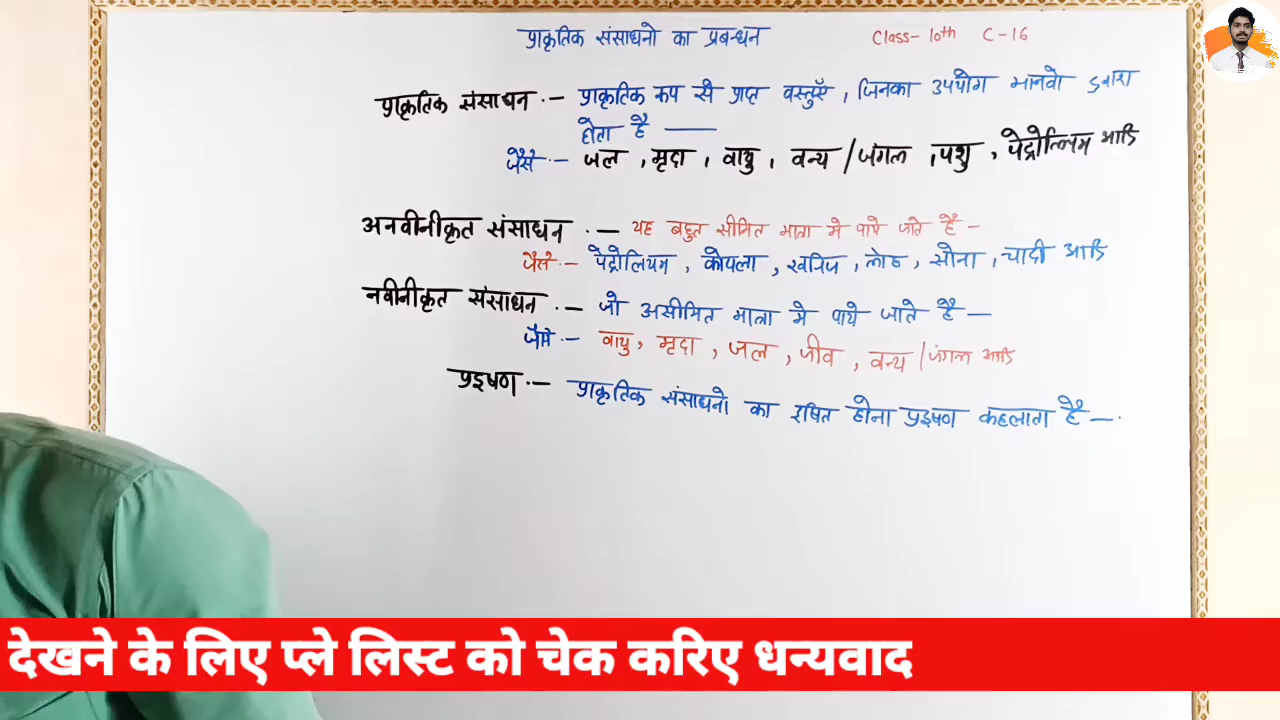 प्राकृतिक संसाधनो का प्रबन्धन
Class- 10th C-16
प्राकृतिक संसाधन :- प्राकृतिक रूप से प्राप्त वस्तुएँ, जिनका उपयोग मानवो द्वारा
होता है —
जैसे :- जल, मृदा, वायु, वन्य/जंगल, पशु, पेट्रोलियम आदि
अनवीनीकृत संसाधन :- यह बहुत सीमित मात्रा मे पाये जाते है -
जैसे :- पेट्रोलियम, कोयला, खनिज, लोह, सोना, चादी आदि
नवीनीकृत संसाधन :- जो असीमित मात्रा मे पाये जाते है —
जैसे :- वायु, मृदा, जल, जीव, वन्य/जंगल आदि
प्रदूषण :- प्राकृतिक संसाधनो का दूषित होना प्रदूषण कहलाता है —
देखने के लिए प्ले लिस्ट को चेक करिए धन्यवाद